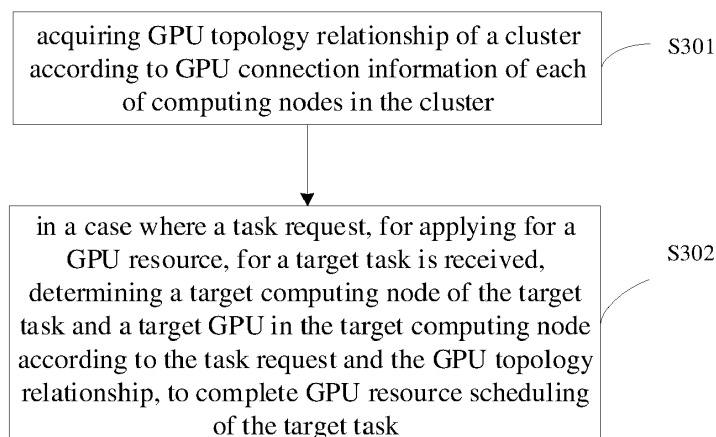 acquiring GPU topology relationship of a cluster
according to GPU connection information of each
of computing nodes in the cluster
S301
in a case where a task request, for applying for a
GPU resource, for a target task is received,
determining a target computing node of the target
task and a target GPU in the target computing node
according to the task request and the GPU topology
relationship, to complete GPU resource scheduling
of the target task
S302